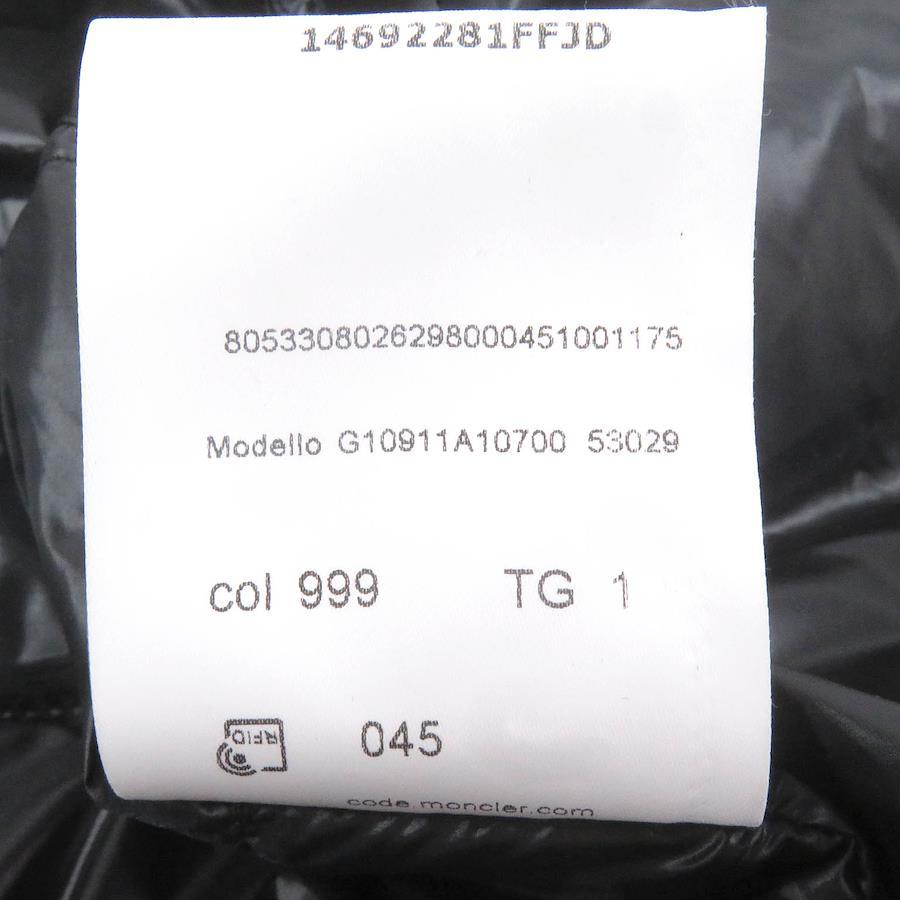 14692281FFJD
8053308026298000451001175
Modello G10911A10700 53029
col 999 TG 1
RFID 045
code.moncler.com